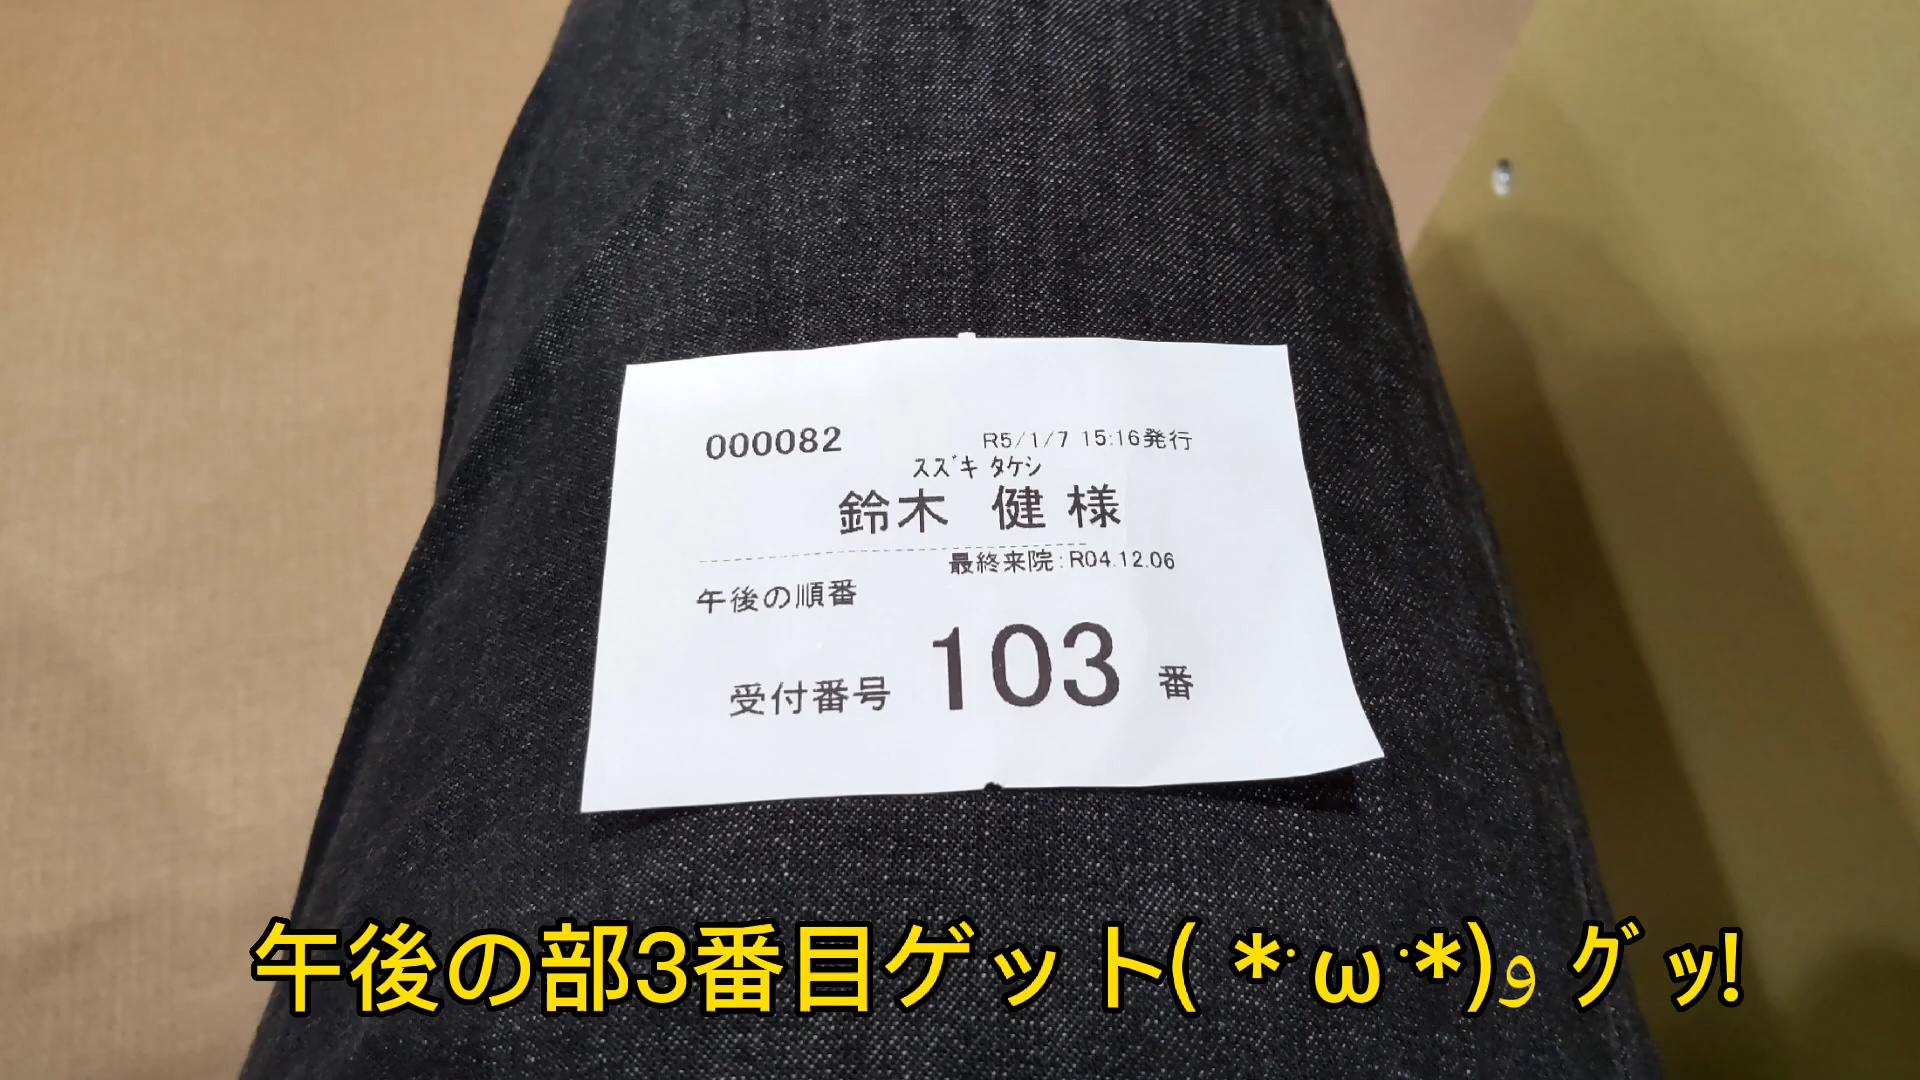 000082
R5/1/7 15:16発行
スズキ タケシ
鈴木 健 様
最終来院:R04.12.06
午後の順番
受付番号 103 番
午後の部3番目ゲット( *˙ω˙*)و グッ!